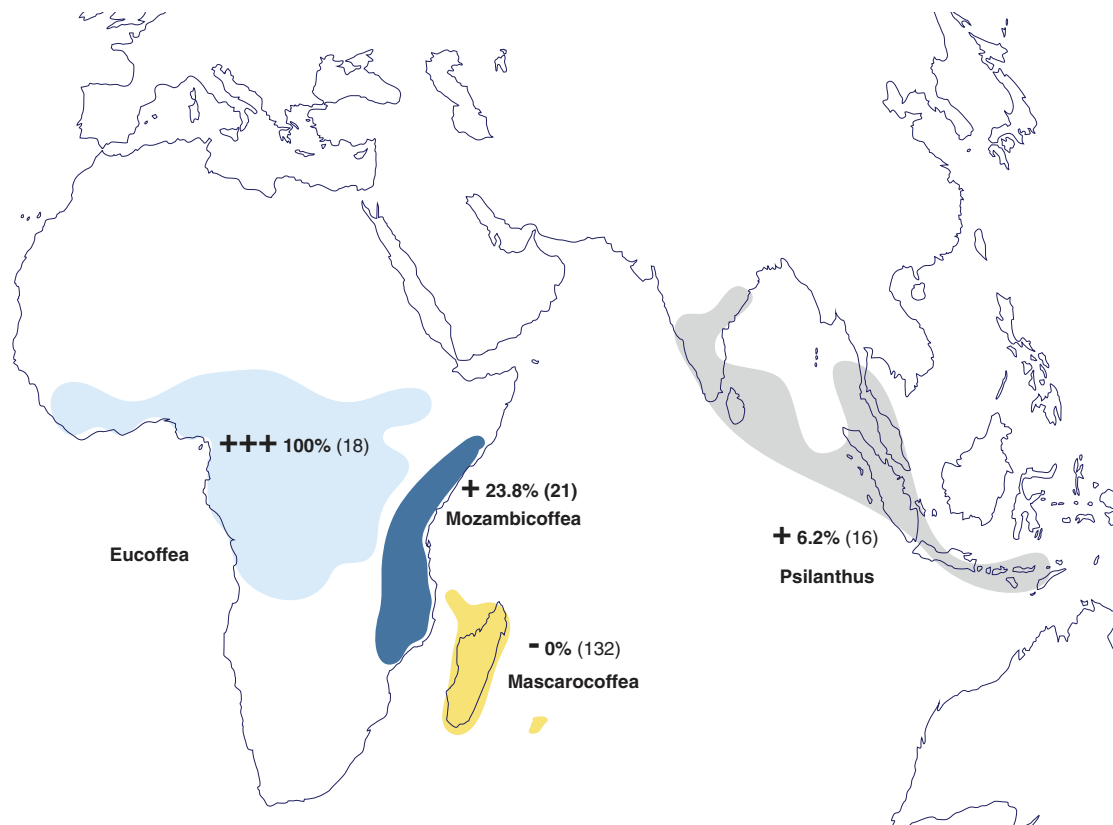 +++ 100% (18)
+ 23.8% (21)
Mozambicoffea
Eucoffea
+ 6.2% (16)
Psilanthus
- 0% (132)
Mascarocoffea